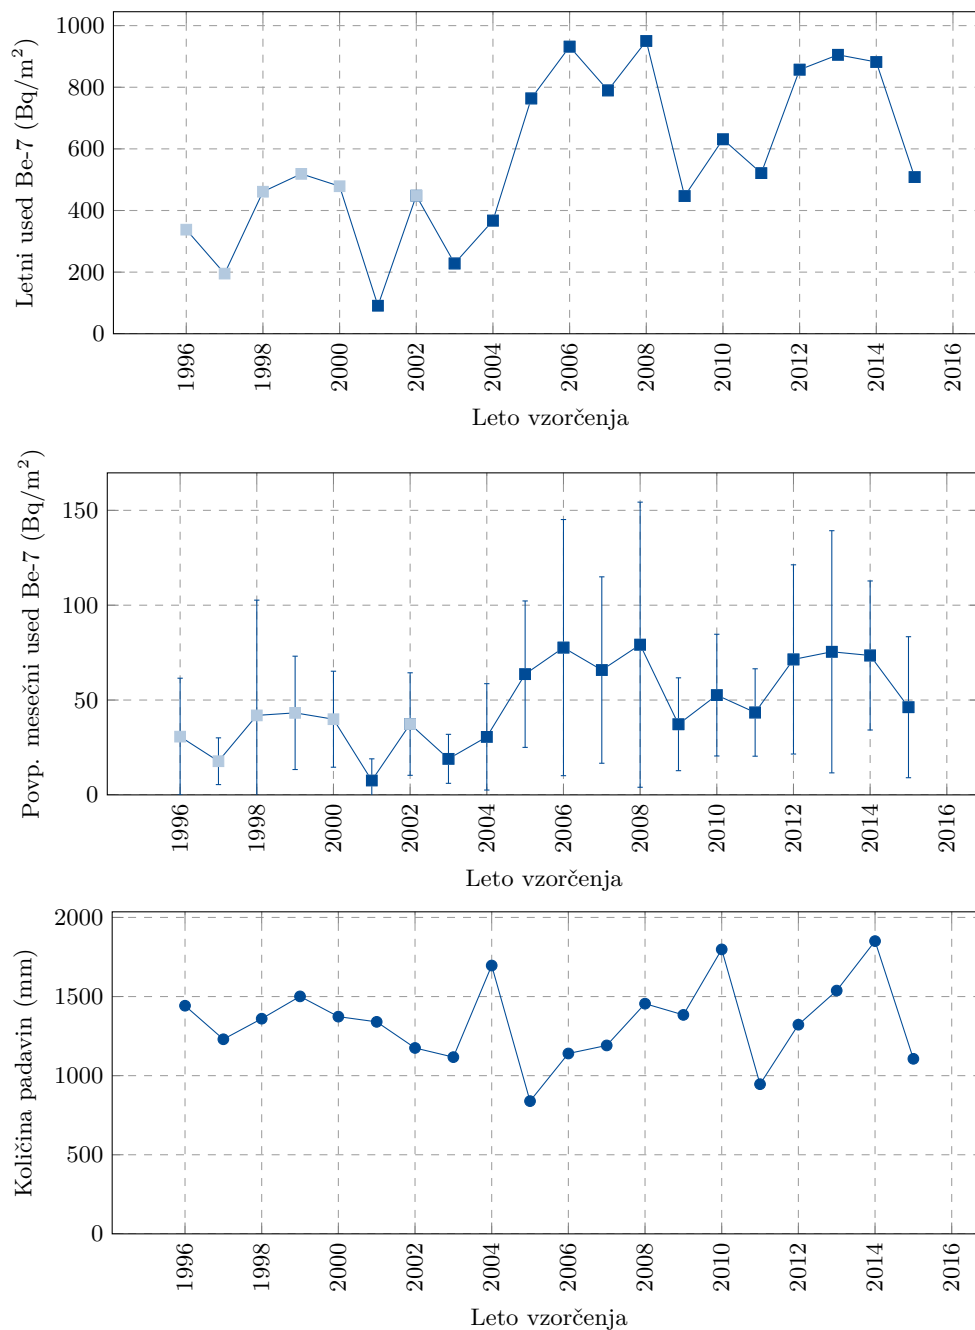 Letni used Be-7 (Bq/m²)
1000
800
600
400
200
0
1996 1998 2000 2002 2004 2006 2008 2010 2012 2014 2016
Leto vzorčenja
Povp. mesečni used Be-7 (Bq/m²)
150
100
50
0
1996 1998 2000 2002 2004 2006 2008 2010 2012 2014 2016
Leto vzorčenja
Količina padavin (mm)
2000
1500
1000
500
0
1996 1998 2000 2002 2004 2006 2008 2010 2012 2014 2016
Leto vzorčenja